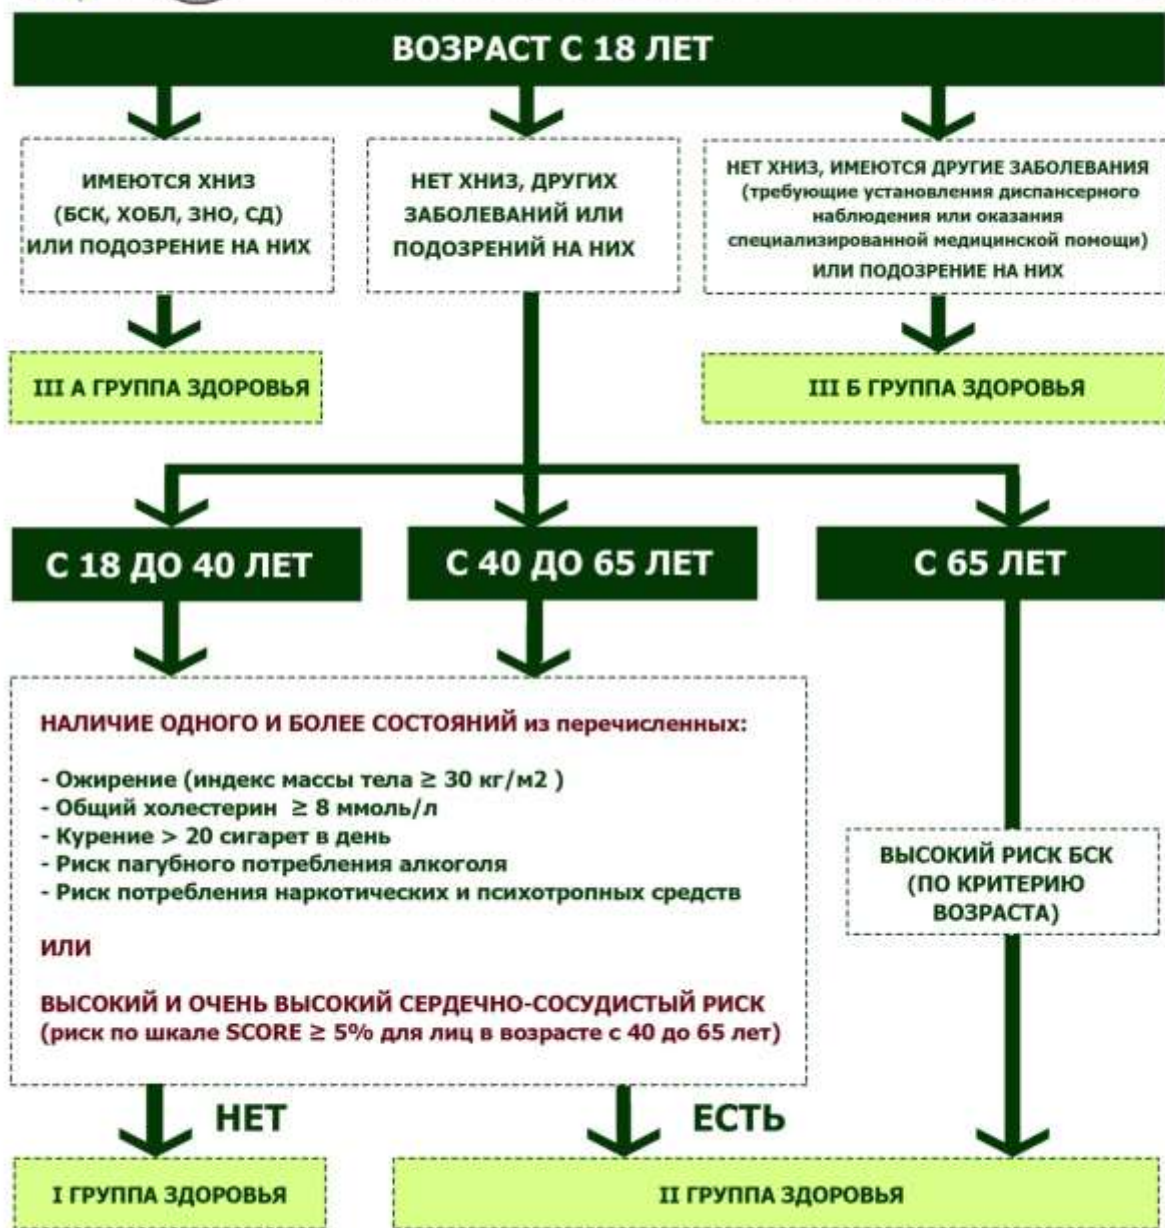 ВОЗРАСТ С 18 ЛЕТ
ИМЕЮТСЯ ХНИЗ
(БСК, ХОБЛ, ЗНО, СД)
ИЛИ ПОДОЗРЕНИЕ НА НИХ
НЕТ ХНИЗ, ДРУГИХ
ЗАБОЛЕВАНИЙ ИЛИ
ПОДОЗРЕНИЙ НА НИХ
НЕТ ХНИЗ, ИМЕЮТСЯ ДРУГИЕ ЗАБОЛЕВАНИЯ
(требующие установления диспансерного
наблюдения или оказания
специализированной медицинской помощи)
ИЛИ ПОДОЗРЕНИЕ НА НИХ
III А ГРУППА ЗДОРОВЬЯ
III Б ГРУППА ЗДОРОВЬЯ
С 18 ДО 40 ЛЕТ
С 40 ДО 65 ЛЕТ
С 65 ЛЕТ
НАЛИЧИЕ ОДНОГО И БОЛЕЕ СОСТОЯНИЙ из перечисленных:
- Ожирение (индекс массы тела ≥ 30 кг/м2 )
- Общий холестерин ≥ 8 ммоль/л
- Курение > 20 сигарет в день
- Риск пагубного потребления алкоголя
- Риск потребления наркотических и психотропных средств
ИЛИ
ВЫСОКИЙ И ОЧЕНЬ ВЫСОКИЙ СЕРДЕЧНО-СОСУДИСТЫЙ РИСК
(риск по шкале SCORE ≥ 5% для лиц в возрасте с 40 до 65 лет)
ВЫСОКИЙ РИСК БСК
(ПО КРИТЕРИЮ
ВОЗРАСТА)
НЕТ
ЕСТЬ
I ГРУППА ЗДОРОВЬЯ
II ГРУППА ЗДОРОВЬЯ